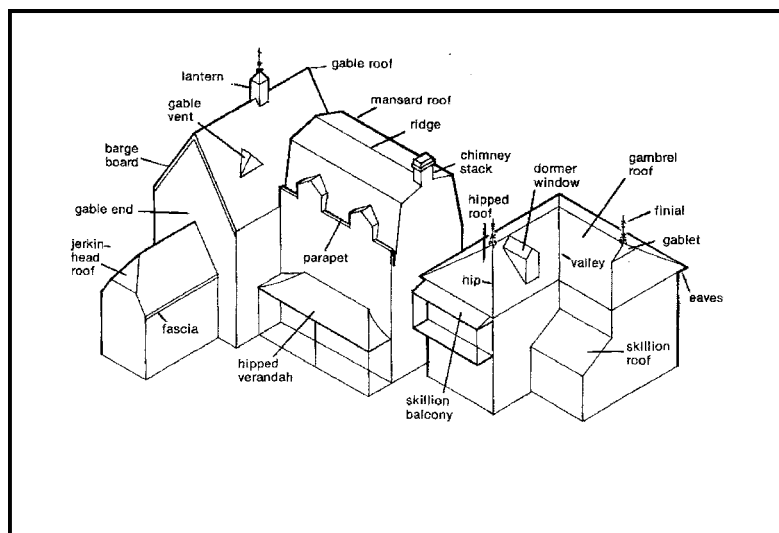 gable roof
lantern
gable
vent
mansard roof
ridge
barge
board
chimney
stack
dormer
window
gambrel
roof
gable end
hipped
roof
finial
jerkin-
head
roof
parapet
gablet
hip
valley
eaves
fascia
hipped
verandah
skillion
balcony
skillion
roof